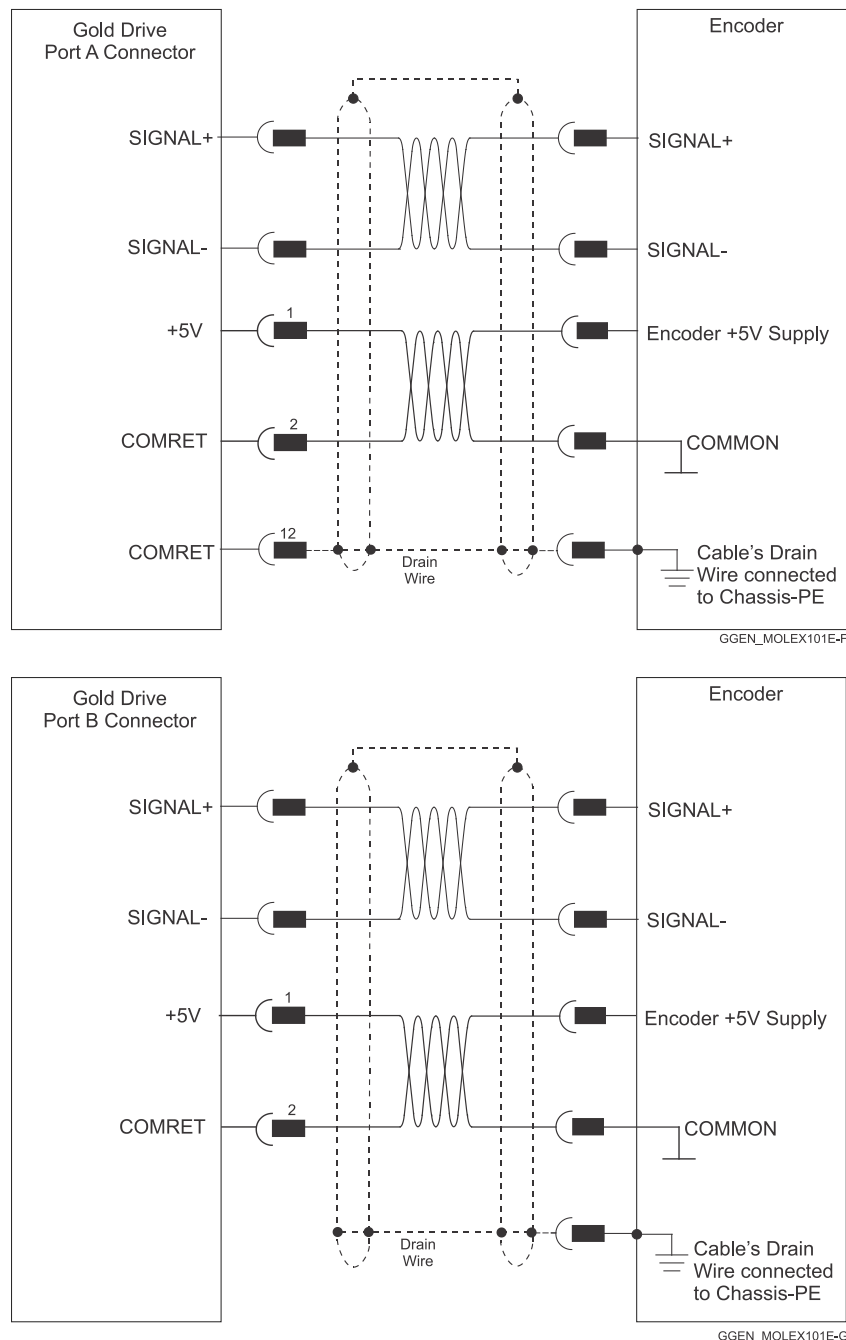 Gold Drive
Port A Connector
Encoder
SIGNAL+
SIGNAL+
SIGNAL-
SIGNAL-
+5V
1
Encoder +5V Supply
COMRET
2
COMMON
COMRET
12
Drain
Wire
Cable's Drain
Wire connected
to Chassis-PE
GGEN_MOLEX101E-F
Gold Drive
Port B Connector
Encoder
SIGNAL+
SIGNAL+
SIGNAL-
SIGNAL-
+5V
1
Encoder +5V Supply
COMRET
2
COMMON
Drain
Wire
Cable's Drain
Wire connected
to Chassis-PE
GGEN_MOLEX101E-G